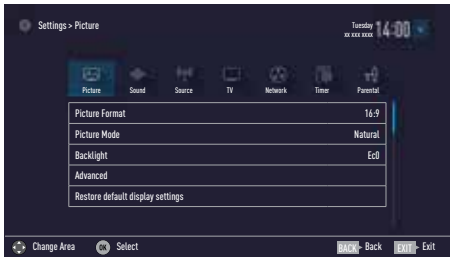 Settings > Picture
Tuesday
xx xxx xxxx
14:00
Picture Sound Source TV Network Timer Parental
Picture Format 16:9
Picture Mode Natural
Backlight Ec0
Advanced
Restore default display settings
Change Area OK Select BACK Back EXIT Exit